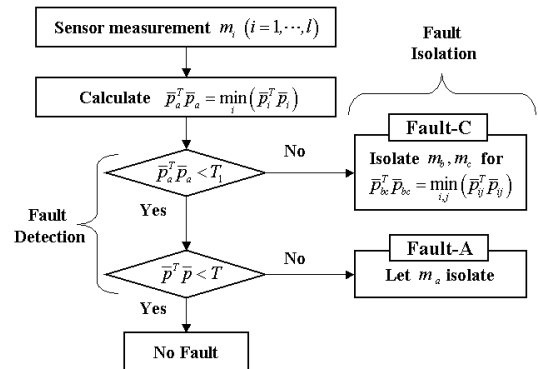 Sensor measurement m_i (i = 1,⋯,l)
Fault
Isolation
Calculate p̄_a^T p̄_a = min_i (p̄_i^T p̄_i)
Fault-C
Isolate m_b, m_c for
p̄_bc^T p̄_bc = min_{i,j} (p̄_ij^T p̄_ij)
p̄_a^T p̄_a < T_1
No
Yes
Fault
Detection
p̄^T p̄ < T
No
Fault-A
Let m_a isolate
Yes
No Fault